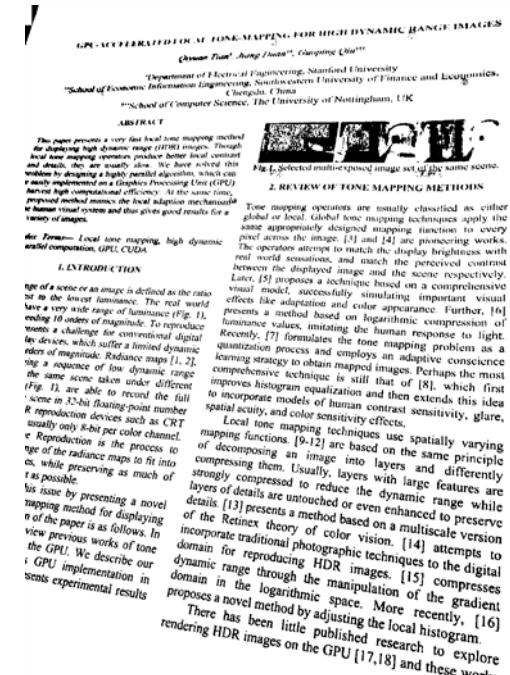 GPU-ACCELERATED LOCAL TONE-MAPPING FOR HIGH DYNAMIC RANGE IMAGES
Qiyuan Tian*, Jiang Duan**, Guoping Qiu***
*Department of Electrical Engineering, Stanford University
**School of Economic Information Engineering, Southwestern University of Finance and Economics,
Chengdu, China
***School of Computer Science, The University of Nottingham, UK
ABSTRACT
This paper presents a very fast local tone mapping method
for displaying high dynamic range (HDR) images. Though
local tone mapping operators produce better local contrast
and details, they are usually slow. We have solved this
problem by designing a highly parallel algorithm, which can
easily implemented on a Graphics Processing Unit (GPU)
harvest high computational efficiency. At the same time,
proposed method mimics the local adaption mechanism
human visual system and thus gives good results for a
variety of images.
Terms— Local tone mapping, high dynamic
parallel computation, GPU, CUDA
1. INTRODUCTION
of a scene or an image is defined as the ratio
to the lowest luminance. The real world
have a very wide range of luminance (Fig. 1),
10 orders of magnitude. To reproduce
a challenge for conventional digital
devices, which suffer a limited dynamic
orders of magnitude. Radiance maps [1, 2],
a sequence of low dynamic range
the same scene taken under different
(Fig. 1), are able to record the full
scene in 32-bit floating-point number
reproduction devices such as CRT
usually only 8-bit per color channel.
Reproduction is the process to
of the radiance maps to fit into
while preserving as much of
as possible.
this issue by presenting a novel
mapping method for displaying
of the paper is as follows. In
previous works of tone
the GPU. We describe our
GPU implementation in
experimental results
Fig.1. Selected multi-exposed image set of the same scene.
2. REVIEW OF TONE MAPPING METHODS
Tone mapping operators are usually classified as either
global or local. Global tone mapping techniques apply the
same appropriately designed mapping function to every
pixel across the image. [3] and [4] are pioneering works.
The operators attempt to match the display brightness with
real world sensations, and match the perceived contrast
between the displayed image and the scene respectively.
Later, [5] proposes a technique based on a comprehensive
visual model, successfully simulating important visual
effects like adaptation and color appearance. Further, [6]
presents a method based on logarithmic compression of
luminance values, imitating the human response to light.
Recently, [7] formulates the tone mapping problem as a
quantization process and employs an adaptive conscience
learning strategy to obtain mapped images. Perhaps the most
comprehensive technique is still that of [8], which first
improves histogram equalization and then extends this idea
to incorporate models of human contrast sensitivity, glare,
spatial acuity, and color sensitivity effects.
Local tone mapping techniques use spatially varying
mapping functions. [9-12] are based on the same principle
of decomposing an image into layers and differently
compressing them. Usually, layers with large features are
strongly compressed to reduce the dynamic range while
layers of details are untouched or even enhanced to preserve
details. [13] presents a method based on a multiscale version
of the Retinex theory of color vision. [14] attempts to
incorporate traditional photographic techniques to the digital
domain for reproducing HDR images. [15] compresses
dynamic range through the manipulation of the gradient
domain in the logarithmic space. More recently, [16]
proposes a novel method by adjusting the local histogram.
There has been little published research to explore
rendering HDR images on the GPU [17,18] and these